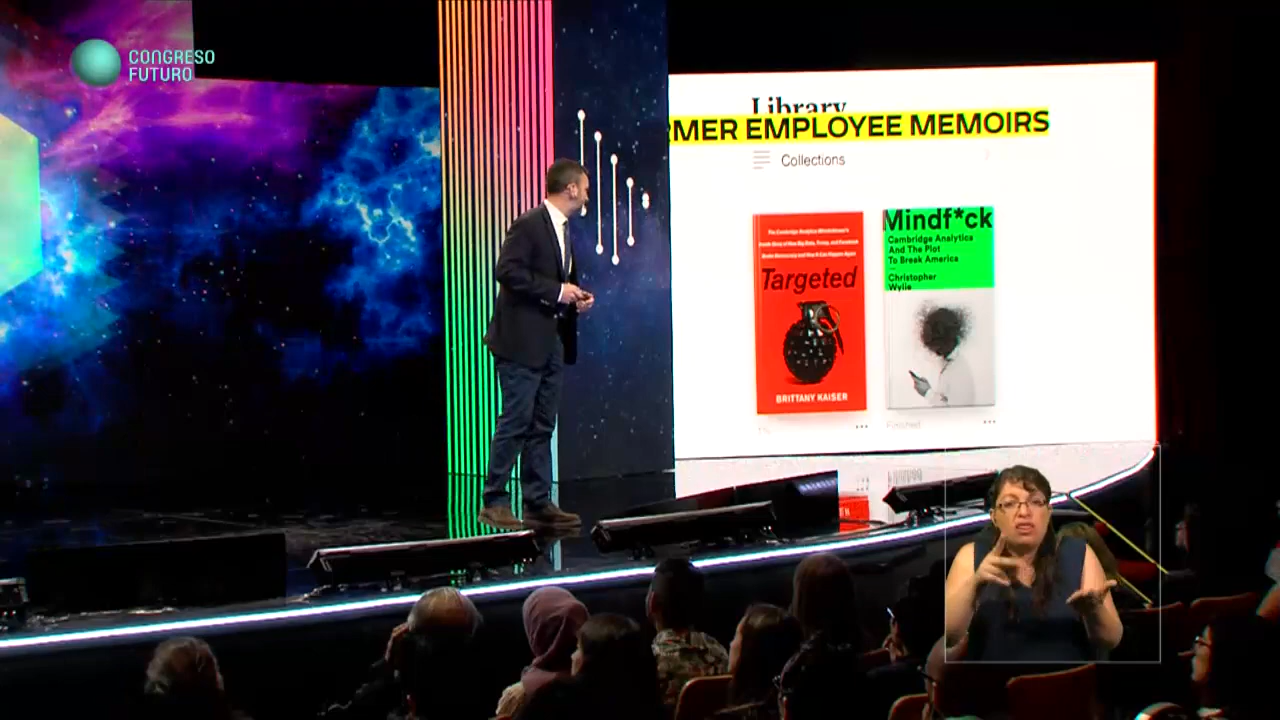 CONGRESO
FUTURO
Library
RMER EMPLOYEE MEMOIRS
Collections
Targeted
BRITTANY KAISER
Mindf*ck
Cambridge Analytica
And The Plot
To Break America
Christopher
Wylie
Finished